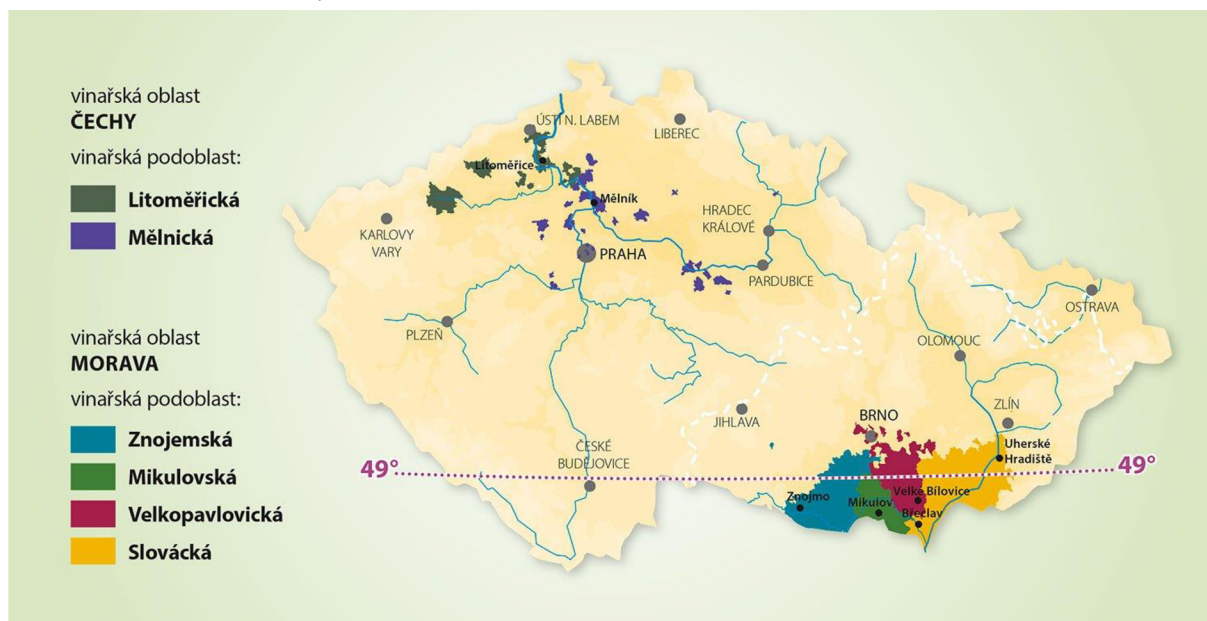 vinařská oblast
ČECHY
vinařská podoblast:
Litoměřická
Mělnická
vinařská oblast
MORAVA
vinařská podoblast:
Znojemská
Mikulovská
Velkopavlovická
Slovácká
ÚSTÍ N. LABEM
LIBEREC
Litoměřice
Mělník
KARLOVY
VARY
HRADEC
KRÁLOVÉ
PRAHA
PARDUBICE
OSTRAVA
PLZEŇ
OLOMOUC
JIHLAVA
BRNO
ZLÍN
ČESKÉ
BUDĚJOVICE
Uherské
Hradiště
49°
49°
Znojmo
Mikulov
Velké Bílovice
Břeclav